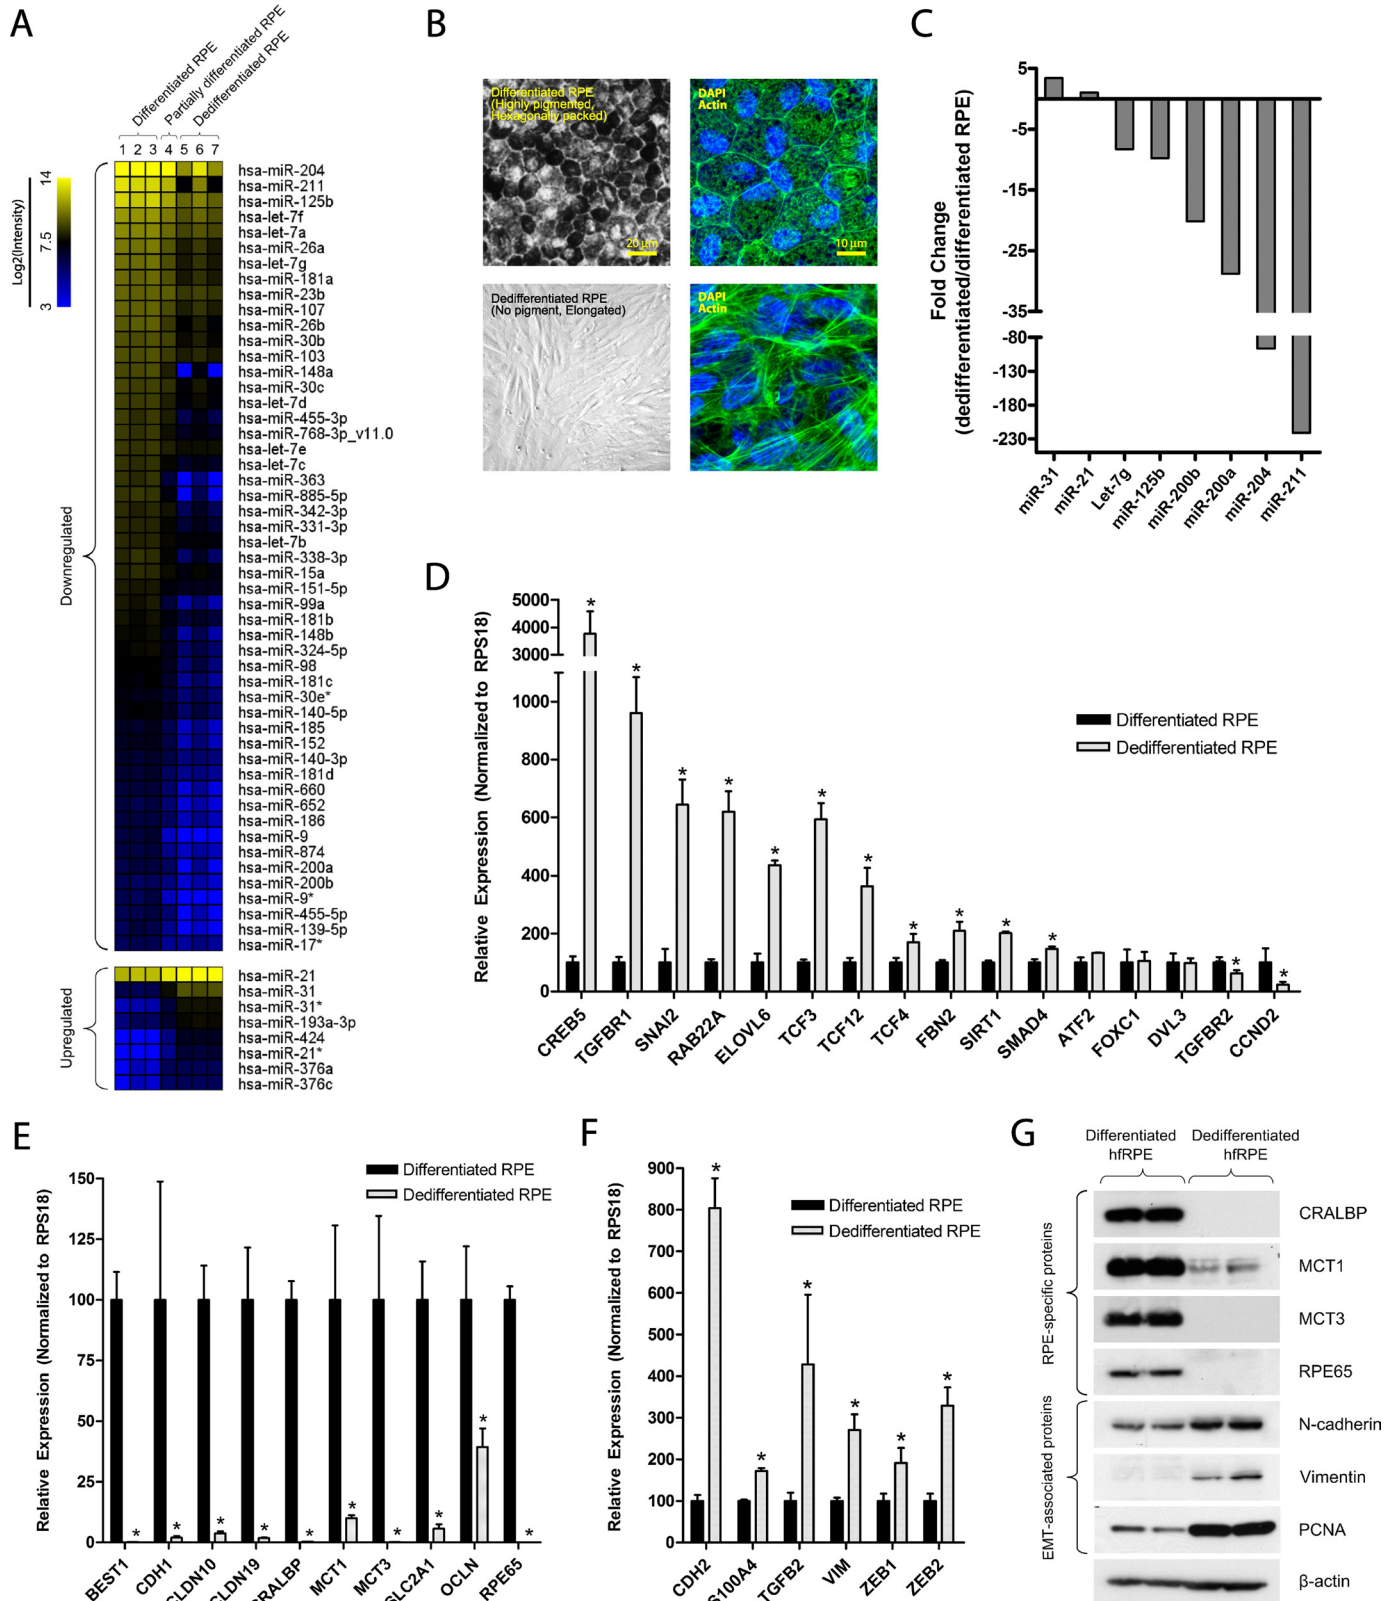 A
Differentiated RPE
Partially differentiated RPE
Dedifferentiated RPE
1 2 3 4 5 6 7
Log2(Intensity)
14
7.5
3
Downregulated
hsa-miR-204
hsa-miR-211
hsa-miR-125b
hsa-let-7f
hsa-let-7a
hsa-miR-26a
hsa-let-7g
hsa-miR-181a
hsa-miR-23b
hsa-miR-107
hsa-miR-26b
hsa-miR-30b
hsa-miR-103
hsa-miR-148a
hsa-miR-30c
hsa-let-7d
hsa-miR-455-3p
hsa-miR-768-3p_v11.0
hsa-let-7e
hsa-let-7c
hsa-miR-363
hsa-miR-885-5p
hsa-miR-342-3p
hsa-miR-331-3p
hsa-let-7b
hsa-miR-338-3p
hsa-miR-15a
hsa-miR-151-5p
hsa-miR-99a
hsa-miR-181b
hsa-miR-148b
hsa-miR-324-5p
hsa-miR-98
hsa-miR-181c
hsa-miR-30e*
hsa-miR-140-5p
hsa-miR-185
hsa-miR-152
hsa-miR-140-3p
hsa-miR-181d
hsa-miR-660
hsa-miR-652
hsa-miR-186
hsa-miR-9
hsa-miR-874
hsa-miR-200a
hsa-miR-200b
hsa-miR-9*
hsa-miR-455-5p
hsa-miR-139-5p
hsa-miR-17*
Upregulated
hsa-miR-21
hsa-miR-31
hsa-miR-31*
hsa-miR-193a-3p
hsa-miR-424
hsa-miR-21*
hsa-miR-376a
hsa-miR-376c
B
Differentiated RPE
(Highly pigmented,
Hexagonally packed)
20 µm
DAPI
Actin
10 µm
Dedifferentiated RPE
(No pigment, Elongated)
DAPI
Actin
C
Fold Change
(dedifferentiated/differentiated RPE)
5
-5
-15
-25
-35
-80
-130
-180
-230
miR-31
miR-21
Let-7g
miR-125b
miR-200b
miR-200a
miR-204
miR-211
D
Relative Expression (Normalized to RPS18)
5000
4000
3000
1000
800
600
400
200
0
* * * * * * * * * * * * *
Differentiated RPE
Dedifferentiated RPE
CREB5
TGFBR1
SNAI2
RAB22A
ELOVL6
TCF3
TCF12
TCF4
FBN2
SIRT1
SMAD4
ATF2
FOXC1
DVL3
TGFBR2
CCND2
E
Relative Expression (Normalized to RPS18)
150
125
100
75
50
25
0
* * * * * * * * * *
Differentiated RPE
Dedifferentiated RPE
BEST1
CDH1
CLDN10
CLDN19
CRALBP
MCT1
MCT3
SLC2A1
OCLN
RPE65
F
Relative Expression (Normalized to RPS18)
900
800
700
600
500
400
300
200
100
0
* * * * * *
Differentiated RPE
Dedifferentiated RPE
CDH2
S100A4
TGFB2
VIM
ZEB1
ZEB2
G
Differentiated
hfRPE
Dedifferentiated
hfRPE
RPE-specific proteins
CRALBP
MCT1
MCT3
RPE65
EMT-associated proteins
N-cadherin
Vimentin
PCNA
β-actin